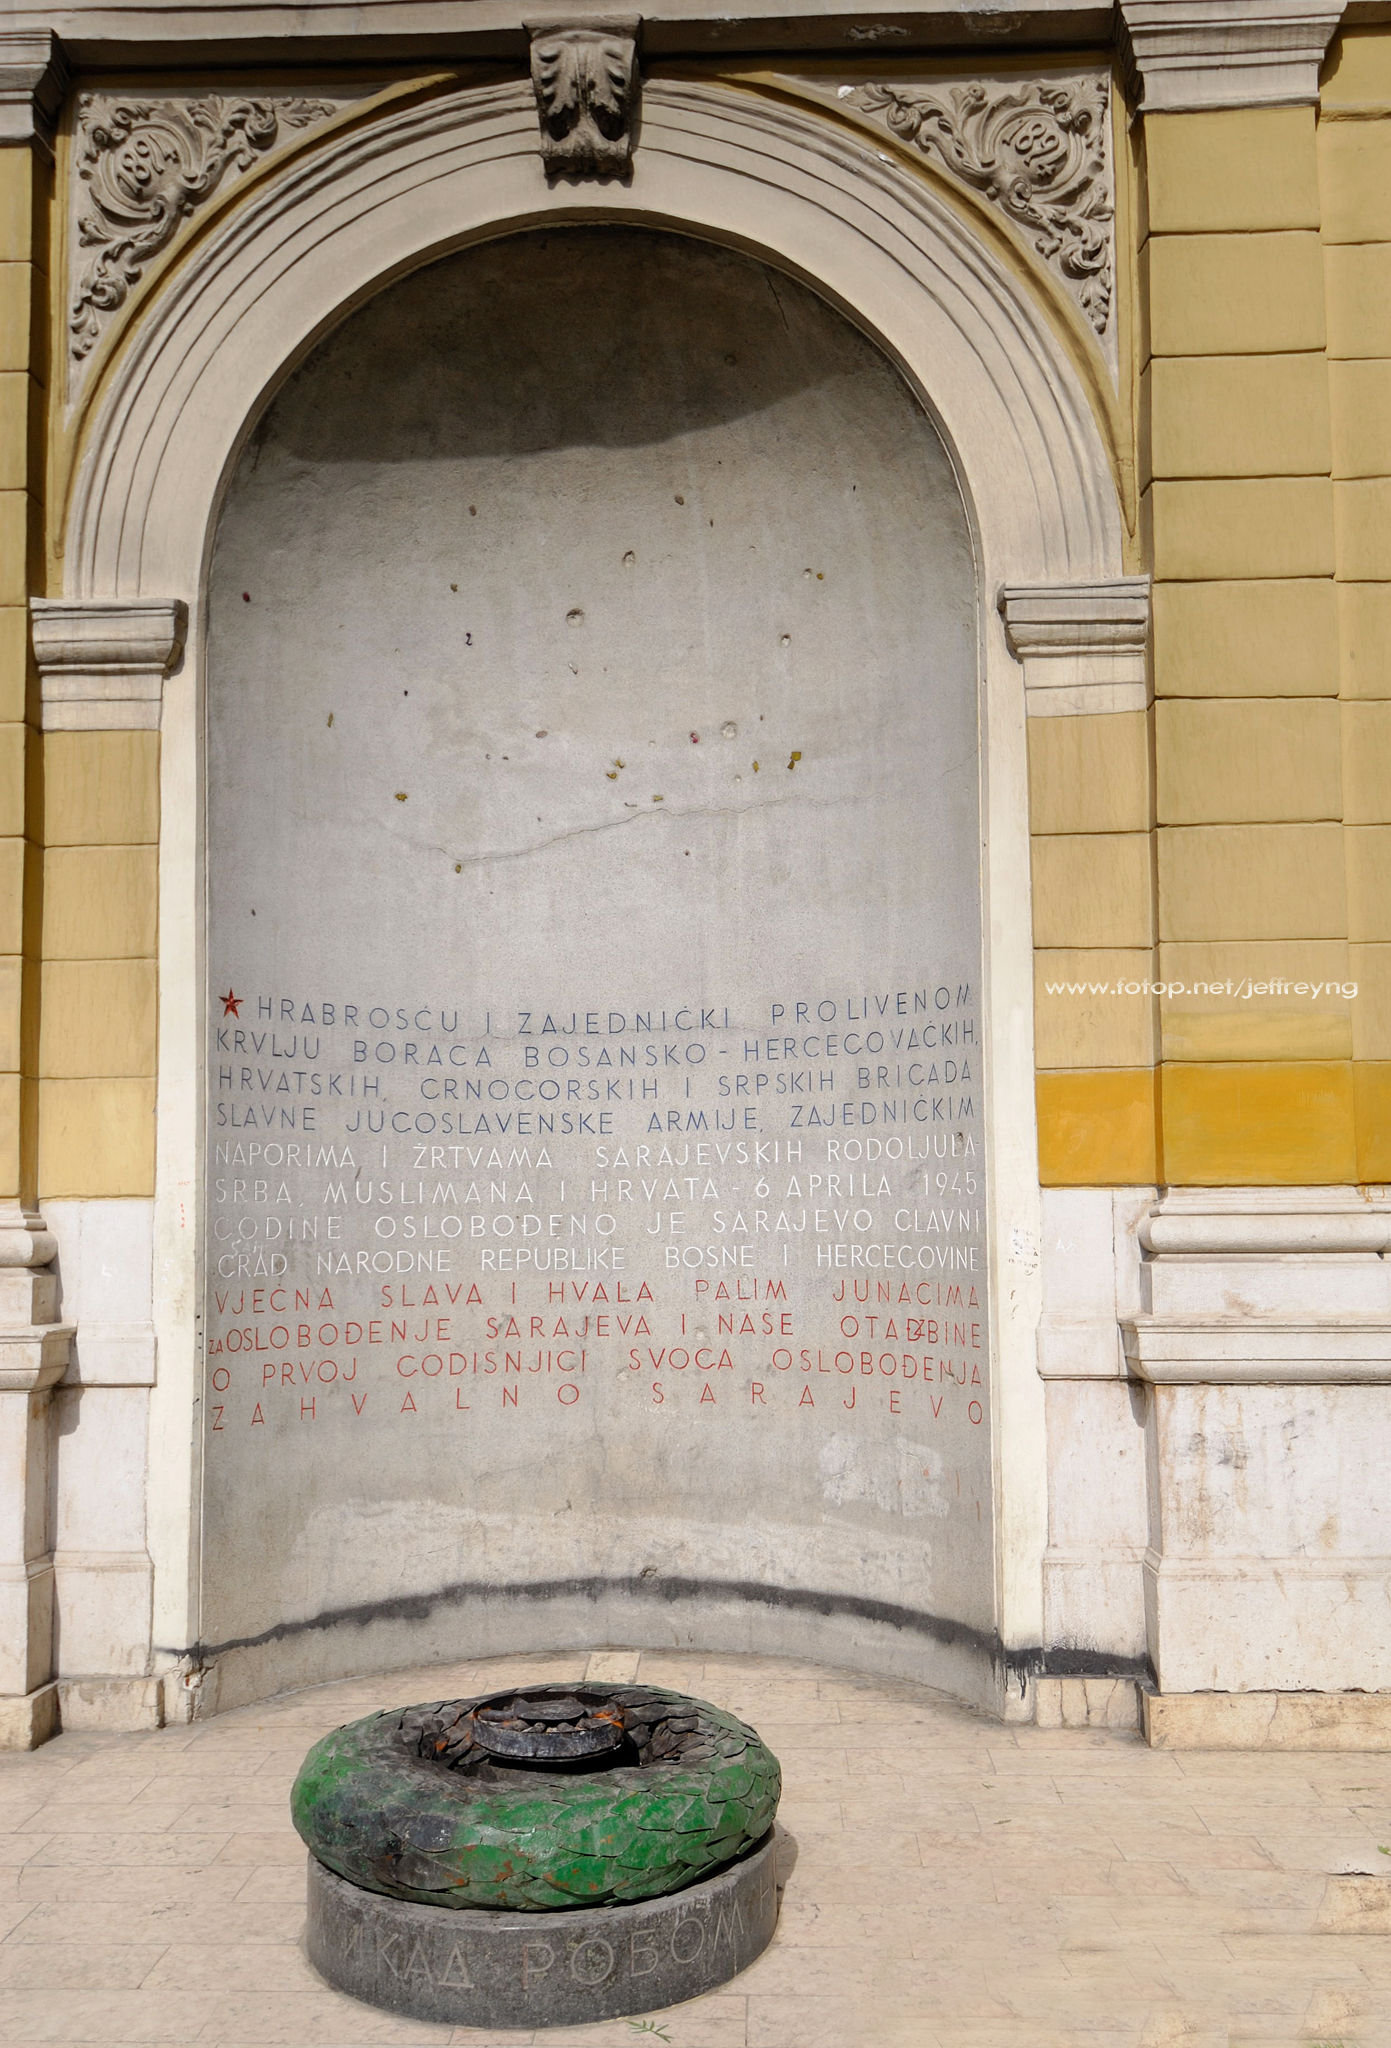 189
1894
www.fotop.net/jeffreyng
HRABROSĆU I ZAJEDNIČKI PROLIVENOM
KRVLJU BORACA BOSANSKO-HERCEGOVAČKIH,
HRVATSKIH, CRNOGORSKIH I SRPSKIH BRIGADA
SLAVNE JUGOSLAVENSKE ARMIJE, ZAJEDNIČKIM
NAPORIMA I ŽRTVAMA SARAJEVSKIH RODOLJUBA
SRBA, MUSLIMANA I HRVATA - 6 APRILA 1945
GODINE OSLOBOĐENO JE SARAJEVO GLAVNI
GRAD NARODNE REPUBLIKE BOSNE I HERCEGOVINE
VJEČNA SLAVA I HVALA PALIM JUNACIMA
ZA OSLOBOĐENJE SARAJEVA I NAŠE OTADŽBINE
O PRVOJ GODIŠNJICI SVOGA OSLOBOĐENJA
ZAHVALNO SARAJEVO
ИКАД РОБОМ